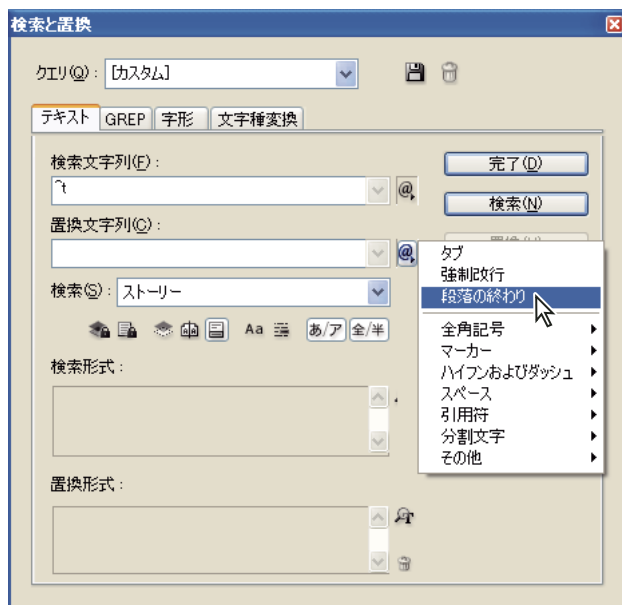 検索と置換
クエリ(Q): [カスタム]
テキスト GREP 字形 文字種変換
検索文字列(F):
^t
完了(D)
検索(N)
置換文字列(C):
タブ
強制改行
段落の終わり
全角記号
マーカー
ハイフンおよびダッシュ
スペース
引用符
分割文字
その他
検索(S): ストーリー
Aa あ/ア 全/半
検索形式:
置換形式: